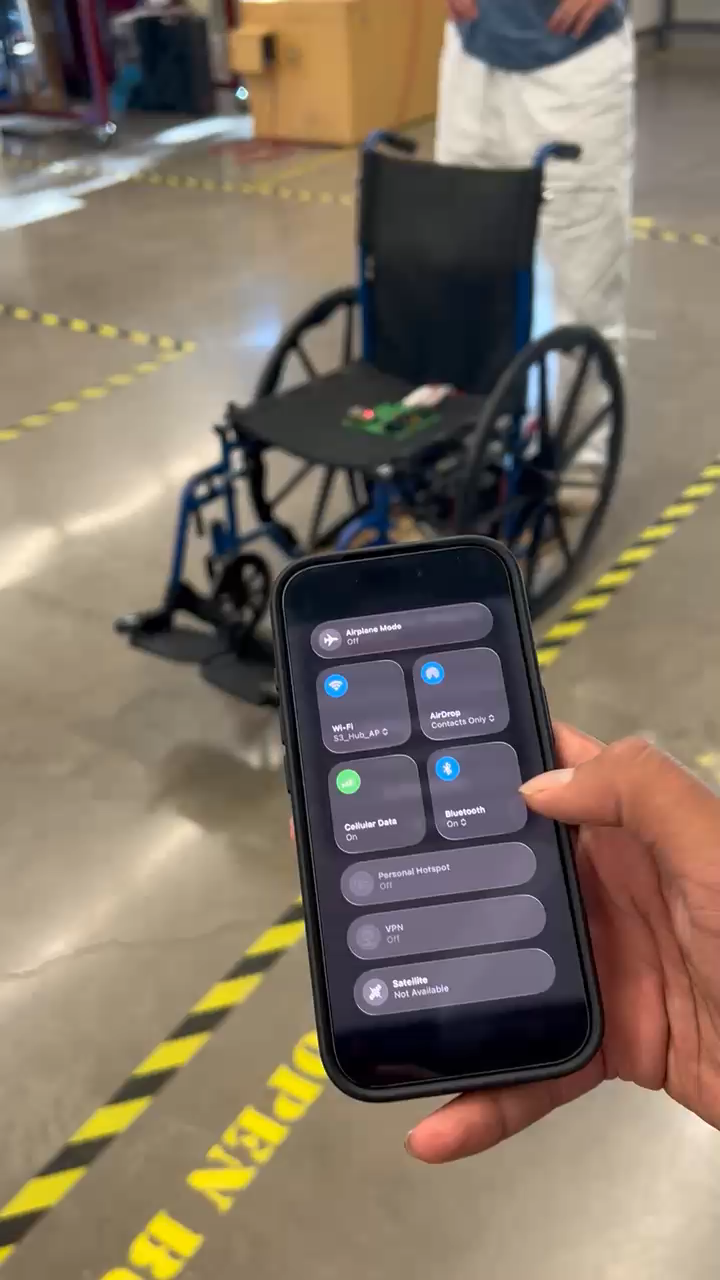 Airplane Mode
Off
Wi-Fi
S3_Hub_AP
AirDrop
Contacts Only
Cellular Data
On
Bluetooth
On
Personal Hotspot
Off
VPN
Off
Satellite
Not Available
OPEN B